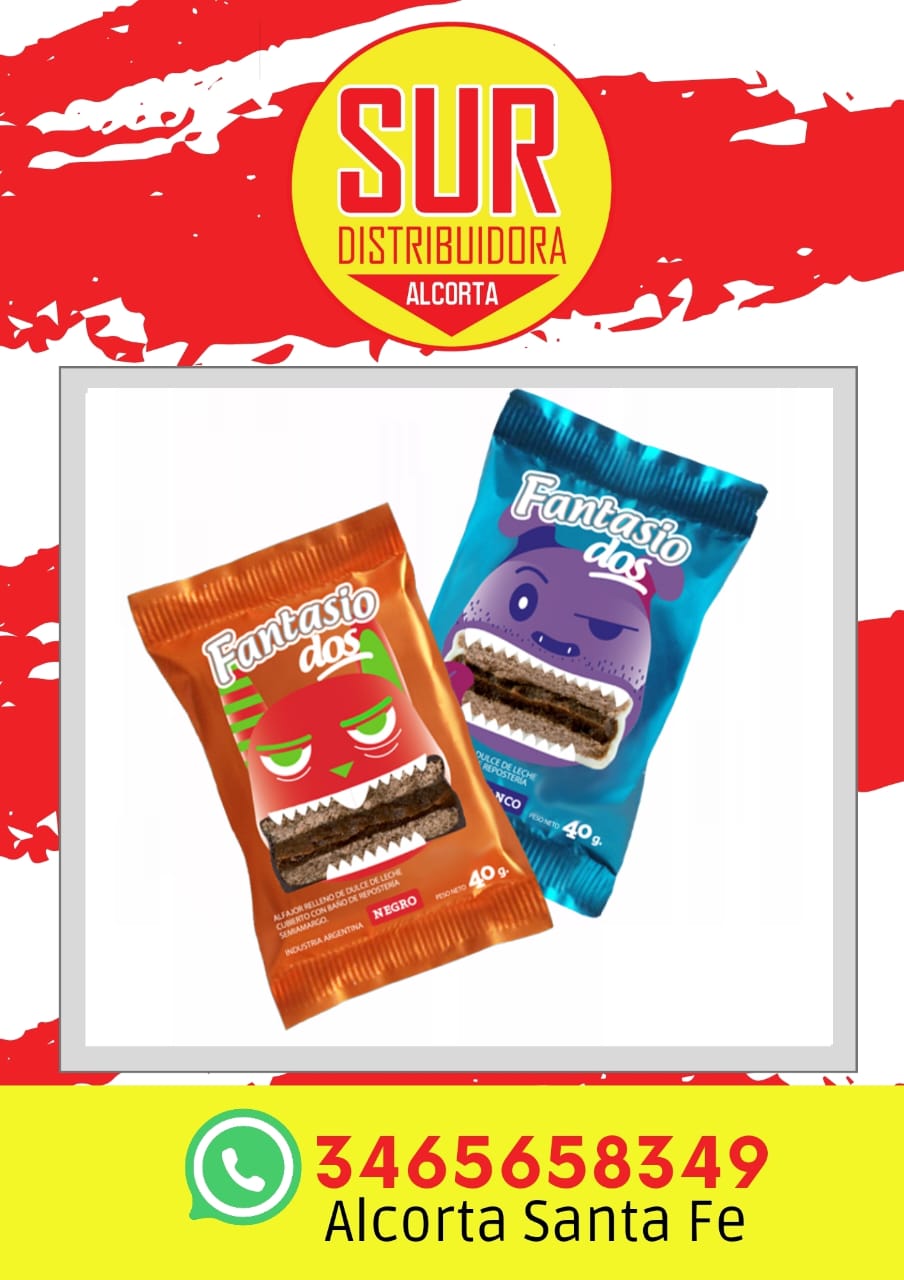 SUR
DISTRIBUIDORA
ALCORTA
Fantasio
dos
DULCE DE LECHE
REPOSTERÍA
NCO
PESO NETO 40 g.
Fantasio
dos
ALFAJOR RELLENO DE DULCE DE LECHE
CUBIERTO CON BAÑO DE REPOSTERÍA
SEMIAMARGO.
INDUSTRIA ARGENTINA NEGRO PESO NETO 40 g.
3465658349
Alcorta Santa Fe